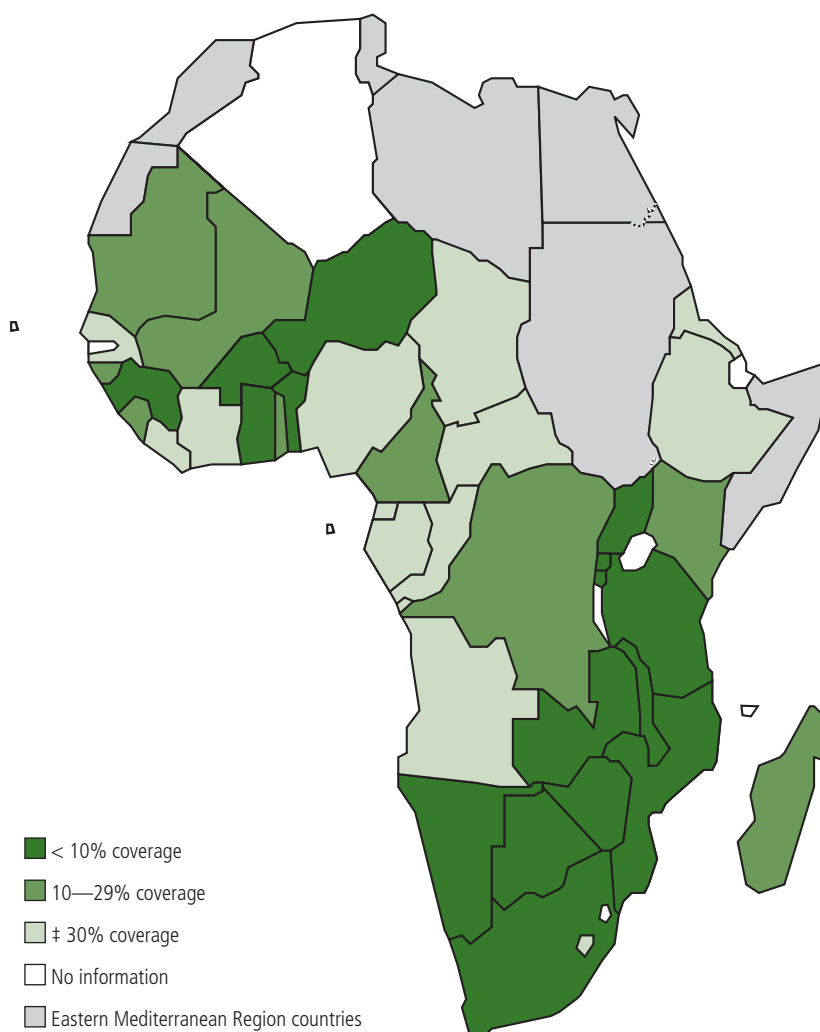 < 10% coverage
10—29% coverage
‡ 30% coverage
No information
Eastern Mediterranean Region countries